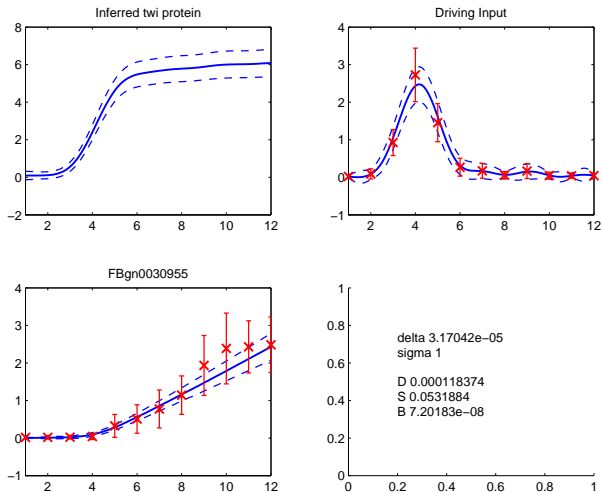 Inferred twi protein
8
6
4
2
0
−2
2 4 6 8 10 12
Driving Input
4
3
2
1
0
−1
2 4 6 8 10 12
FBgn0030955
4
3
2
1
0
−1
2 4 6 8 10 12
1
0.8
0.6
0.4
0.2
0
0 0.2 0.4 0.6 0.8 1
delta 3.17042e−05
sigma 1
D 0.000118374
S 0.0531884
B 7.20183e−08